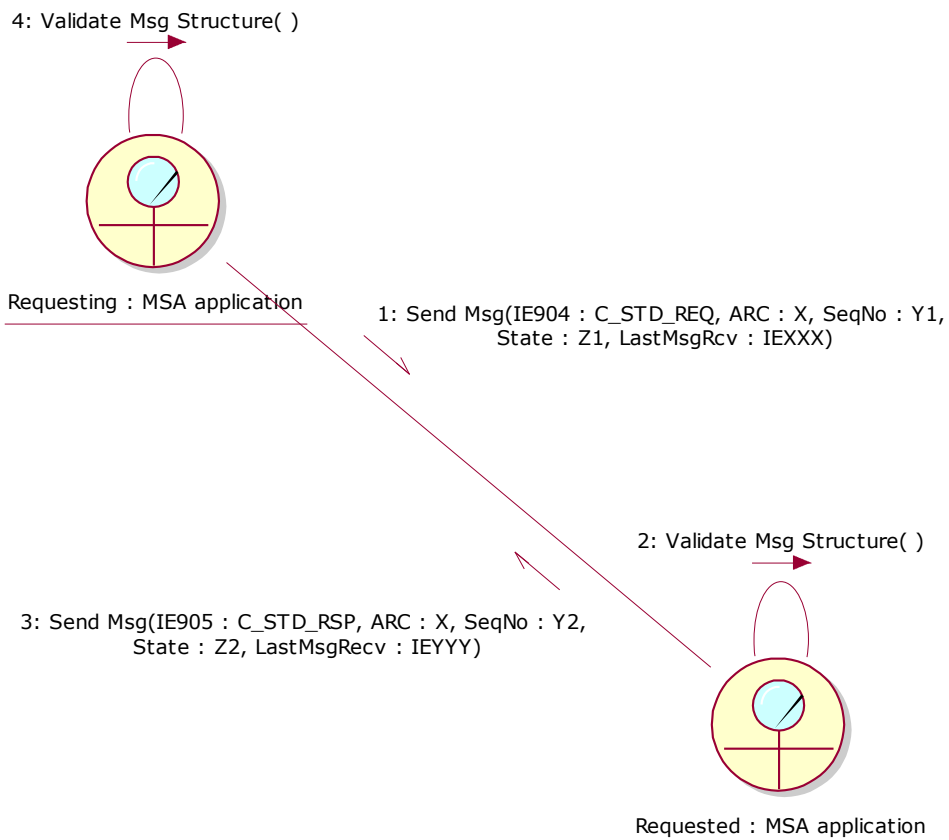 4: Validate Msg Structure( )
Requesting : MSA application
1: Send Msg(IE904 : C_STD_REQ, ARC : X, SeqNo : Y1,
State : Z1, LastMsgRcv : IEXXX)
2: Validate Msg Structure( )
3: Send Msg(IE905 : C_STD_RSP, ARC : X, SeqNo : Y2,
State : Z2, LastMsgRecv : IEYYY)
Requested : MSA application